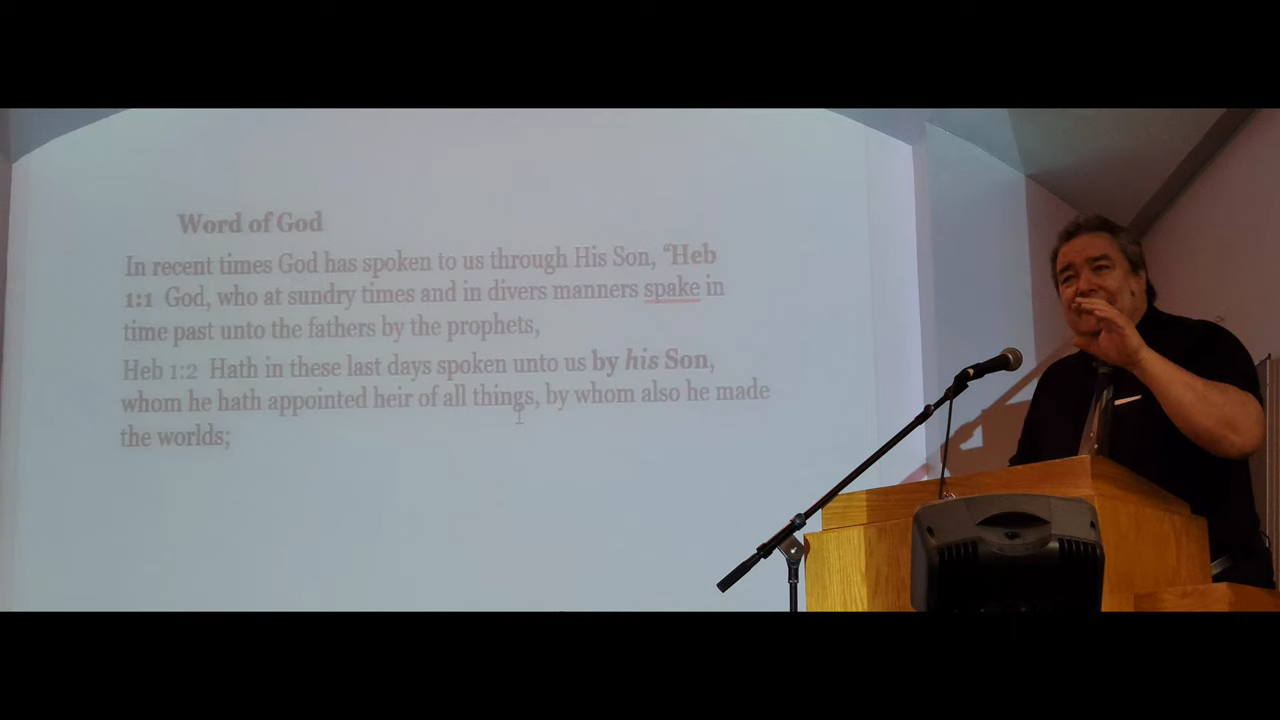 Word of God
In recent times God has spoken to us through His Son, “Heb
1:1 God, who at sundry times and in divers manners spake in
time past unto the fathers by the prophets,
Heb 1:2 Hath in these last days spoken unto us by his Son,
whom he hath appointed heir of all things, by whom also he made
the worlds;